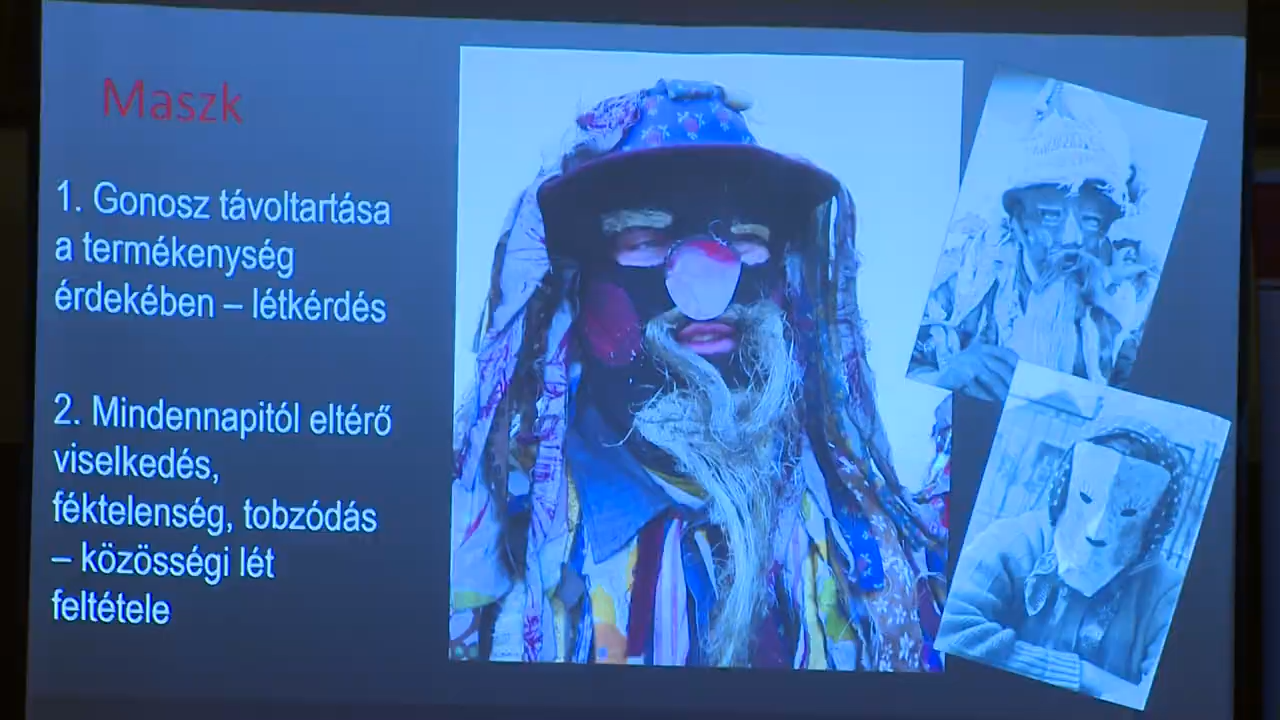 Maszk
1. Gonosz távoltartása
a termékenység
érdekében – létkérdés
2. Mindennapitól eltérő
viselkedés,
féktelenség, tobzódás
– közösségi lét
feltétele